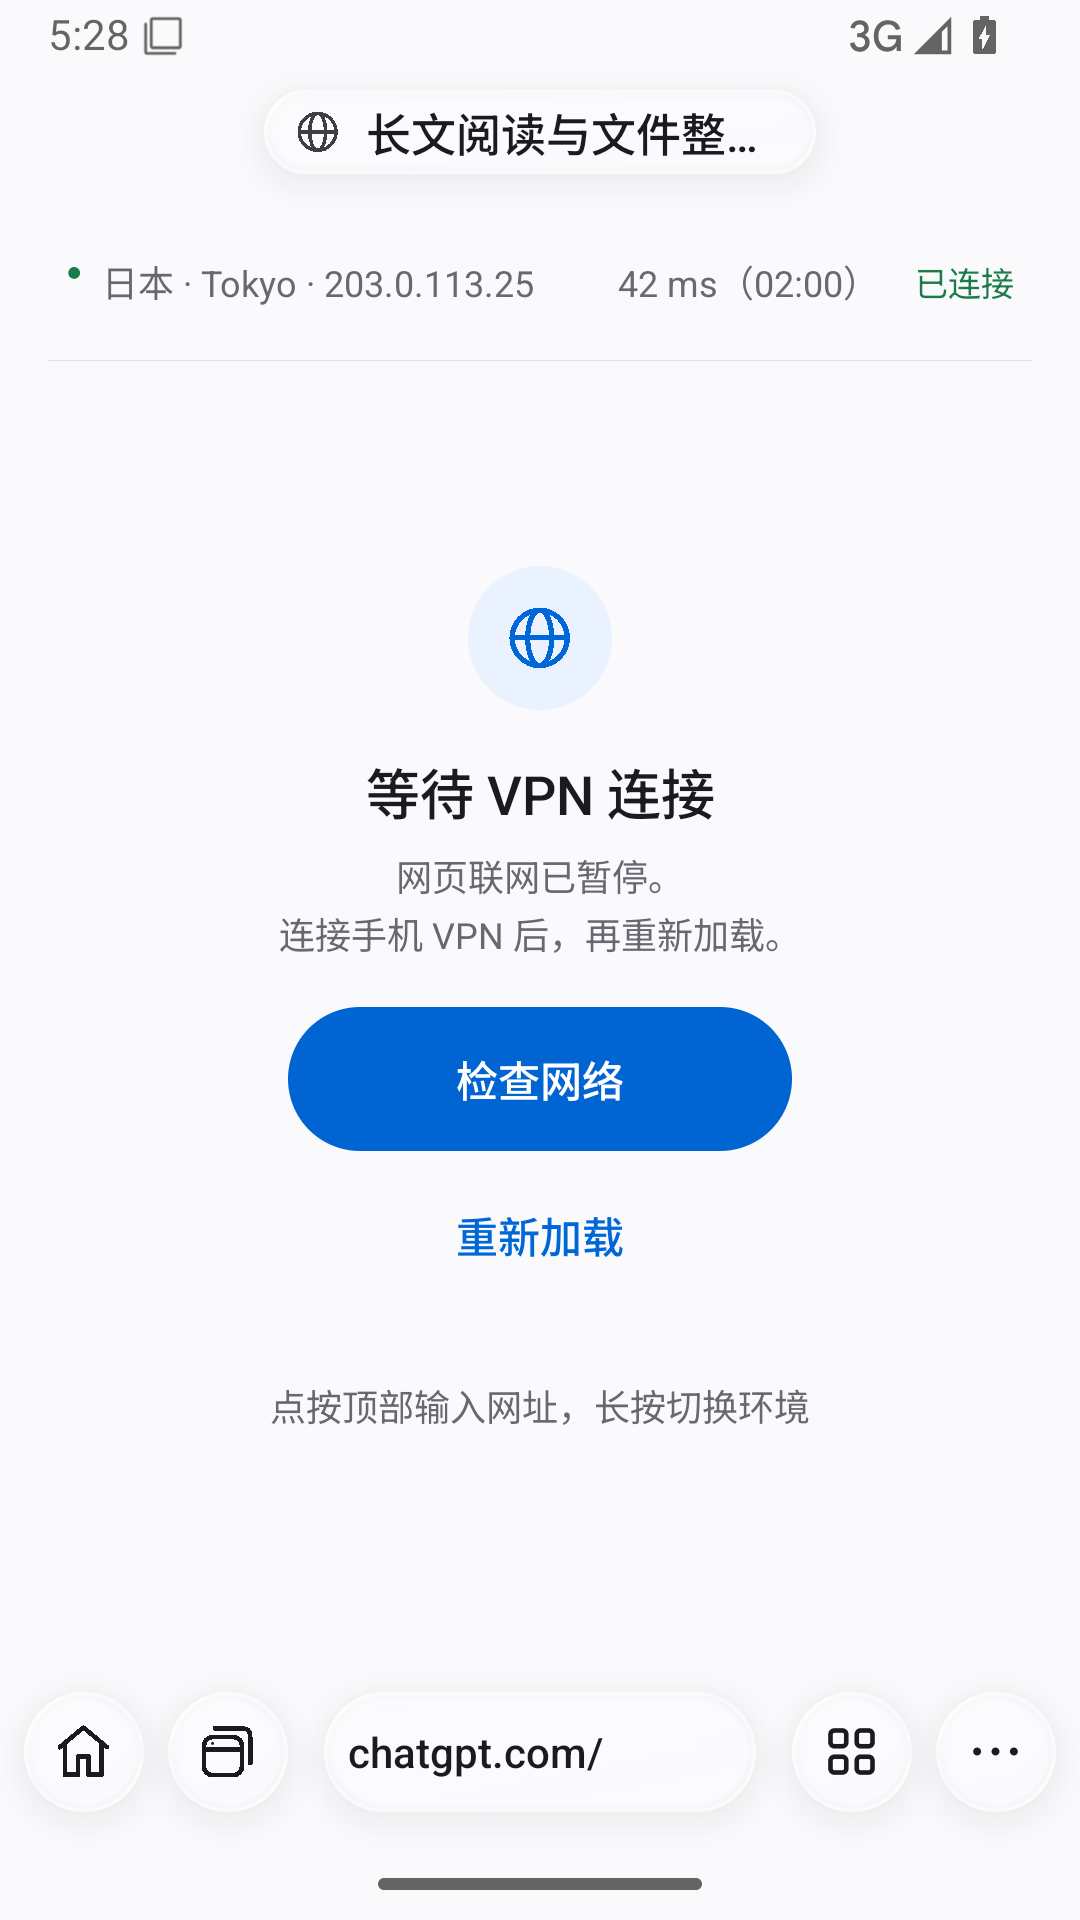 5:28
3G
长文阅读与文件整...
日本 · Tokyo · 203.0.113.25 42 ms（02:00） 已连接
等待 VPN 连接
网页联网已暂停。
连接手机 VPN 后，再重新加载。
检查网络
重新加载
点按顶部输入网址，长按切换环境
chatgpt.com/